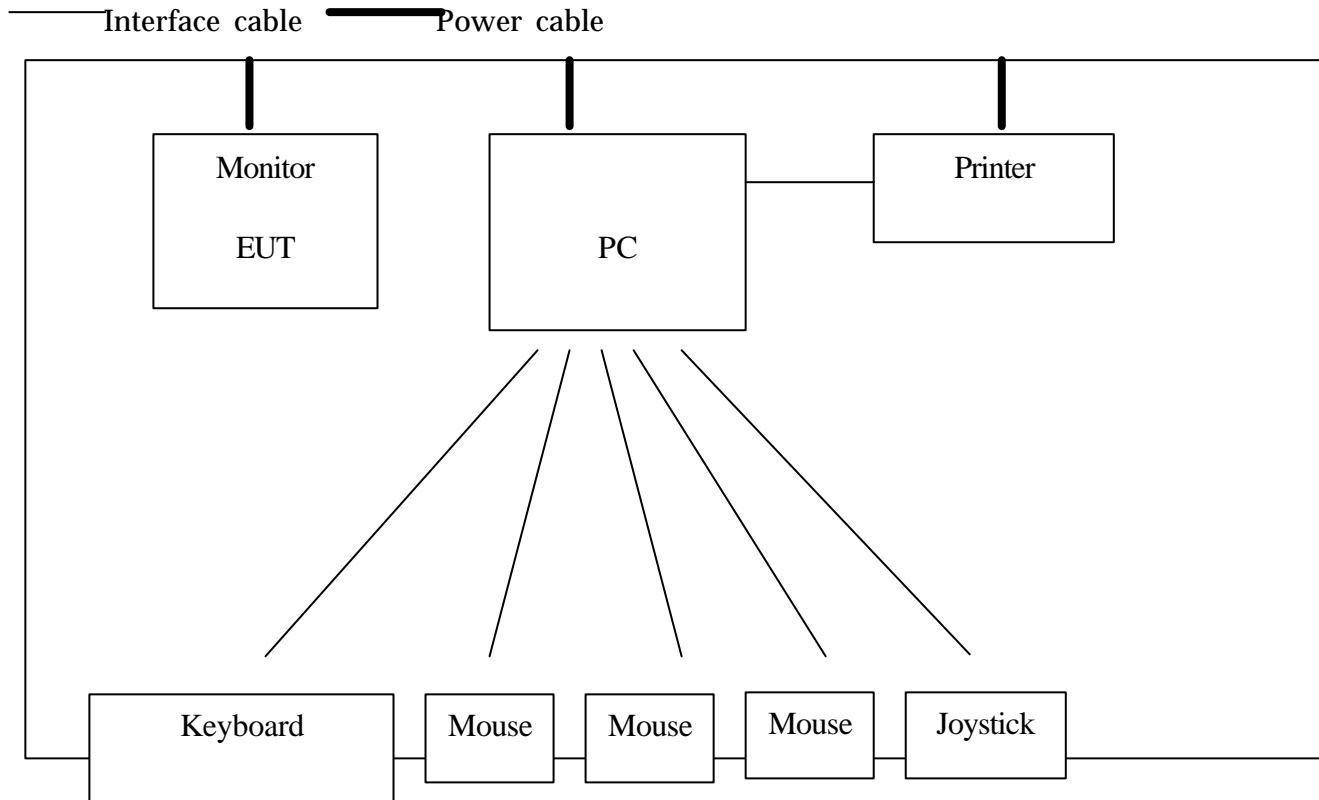 Interface cable Power cable
Monitor
EUT
PC
Printer
Keyboard
Mouse
Mouse
Mouse
Joystick